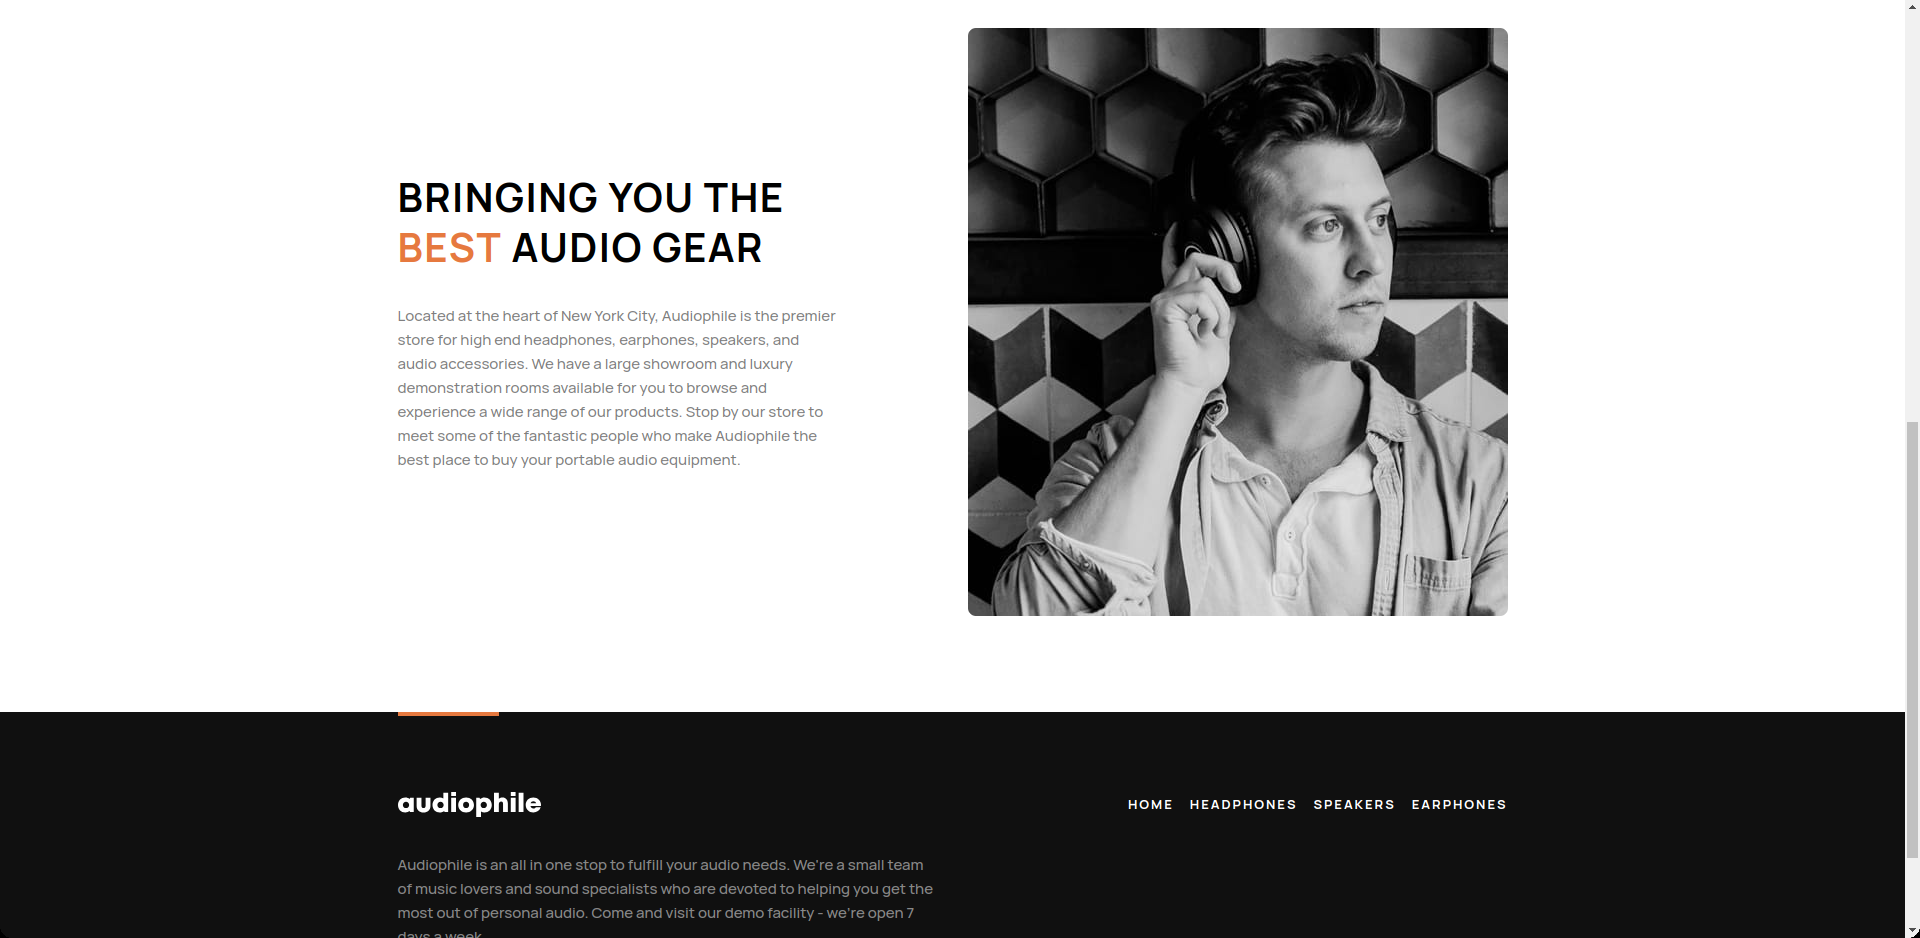 BRINGING YOU THE
BEST AUDIO GEAR
Located at the heart of New York City, Audiophile is the premier
store for high end headphones, earphones, speakers, and
audio accessories. We have a large showroom and luxury
demonstration rooms available for you to browse and
experience a wide range of our products. Stop by our store to
meet some of the fantastic people who make Audiophile the
best place to buy your portable audio equipment.
audiophile
HOME HEADPHONES SPEAKERS EARPHONES
Audiophile is an all in one stop to fulfill your audio needs. We're a small team
of music lovers and sound specialists who are devoted to helping you get the
most out of personal audio. Come and visit our demo facility - we're open 7
days a week